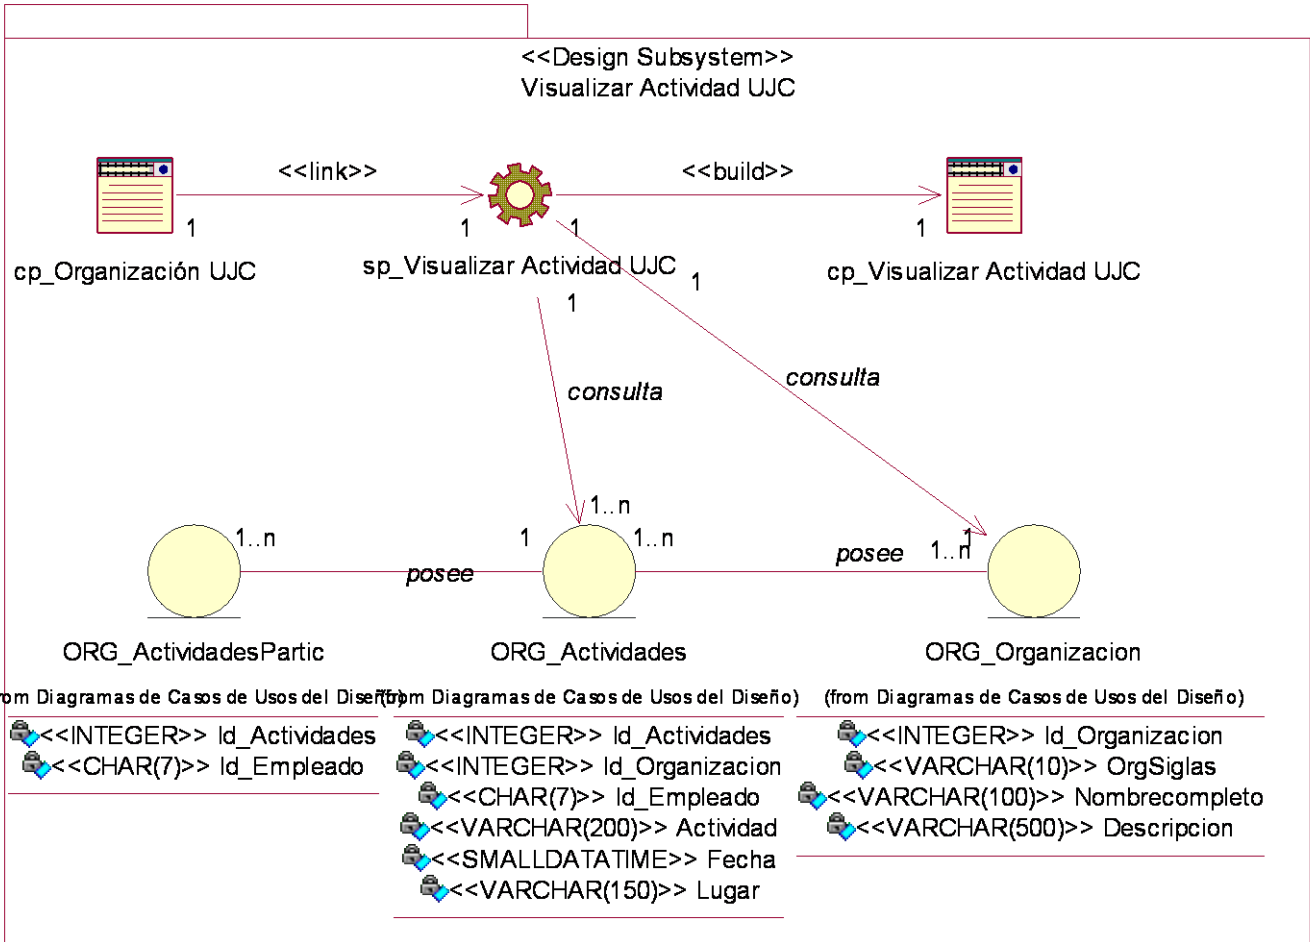 <<Design Subsystem>>
Visualizar Actividad UJC
<<link>>
<<build>>
1
1
1
1
cp_Organización UJC
sp_Visualizar Actividad UJC
cp_Visualizar Actividad UJC
1
1
consulta
consulta
1..n
1..n
1
1..n
posee
posee
1..n
1
ORG_ActividadesPartic
ORG_Actividades
ORG_Organizacion
rom Diagramas de Casos de Usos del Diseño)
(from Diagramas de Casos de Usos del Diseño)
(from Diagramas de Casos de Usos del Diseño)
<<INTEGER>> Id_Actividades
<<CHAR(7)>> Id_Empleado
<<INTEGER>> Id_Actividades
<<INTEGER>> Id_Organizacion
<<CHAR(7)>> Id_Empleado
<<VARCHAR(200)>> Actividad
<<SMALLDATATIME>> Fecha
<<VARCHAR(150)>> Lugar
<<INTEGER>> Id_Organizacion
<<VARCHAR(10)>> OrgSiglas
<<VARCHAR(100)>> Nombrecompleto
<<VARCHAR(500)>> Descripcion